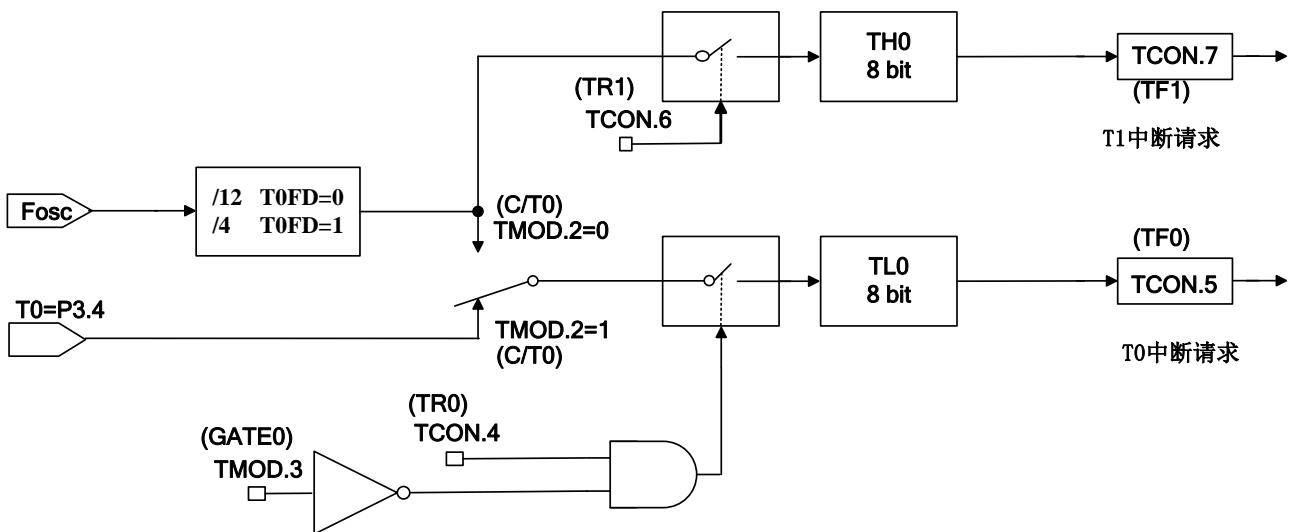 TH0
8 bit
TCON.7
(TF1)
T1中断请求
(TR1)
TCON.6
Fosc
/12 T0FD=0
/4 T0FD=1
(C/T0)
TMOD.2=0
TL0
8 bit
(TF0)
TCON.5
T0中断请求
T0=P3.4
TMOD.2=1
(C/T0)
(TR0)
TCON.4
(GATE0)
TMOD.3